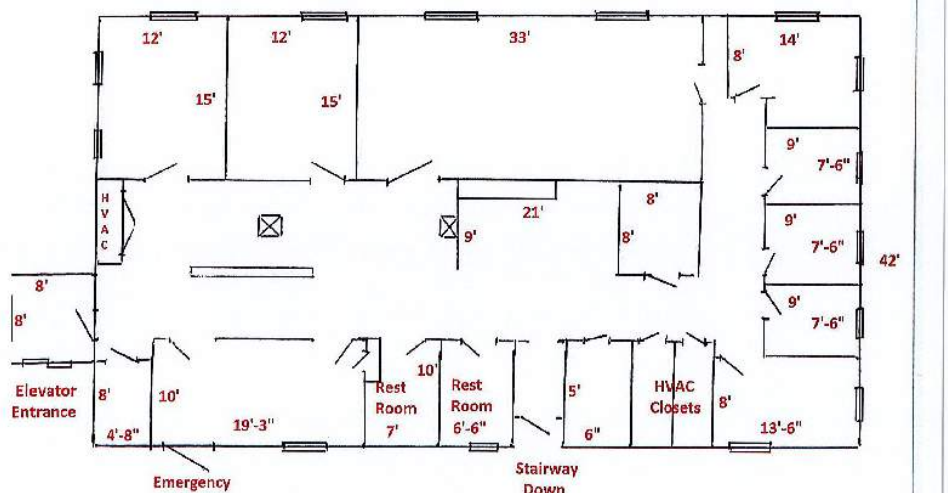 12'
12'
33'
14'
8'
15'
15'
9'
7'-6"
H
V
A
C
8'
9'
21'
8'
7'-6"
9'
42'
8'
8'
9'
7'-6"
Elevator
Entrance
8'
4'-8"
10'
19'-3"
10'
Rest
Room
7'
Rest
Room
6'-6"
5'
6"
HVAC
Closets
8'
13'-6"
Emergency
Stairway
Down